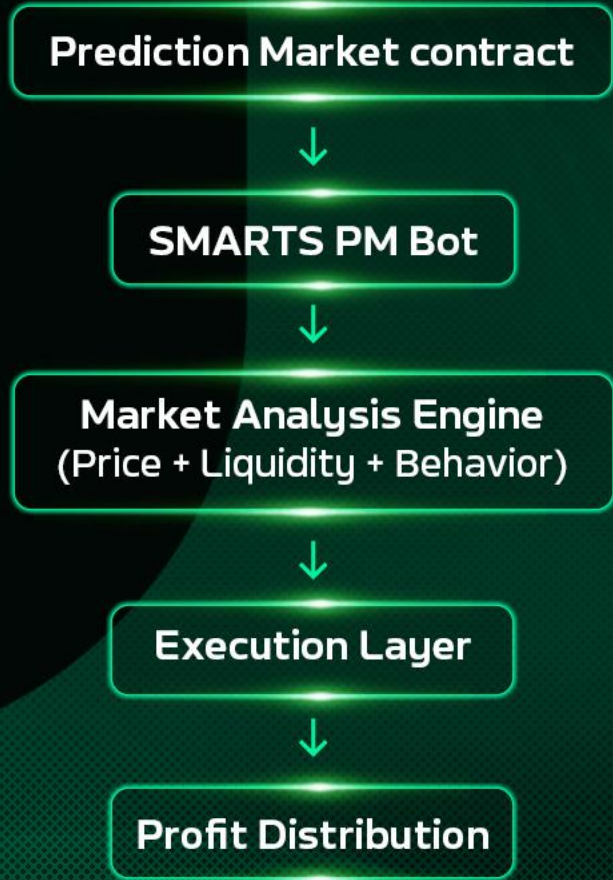 Prediction Market contract
SMARTS PM Bot
Market Analysis Engine
(Price + Liquidity + Behavior)
Execution Layer
Profit Distribution